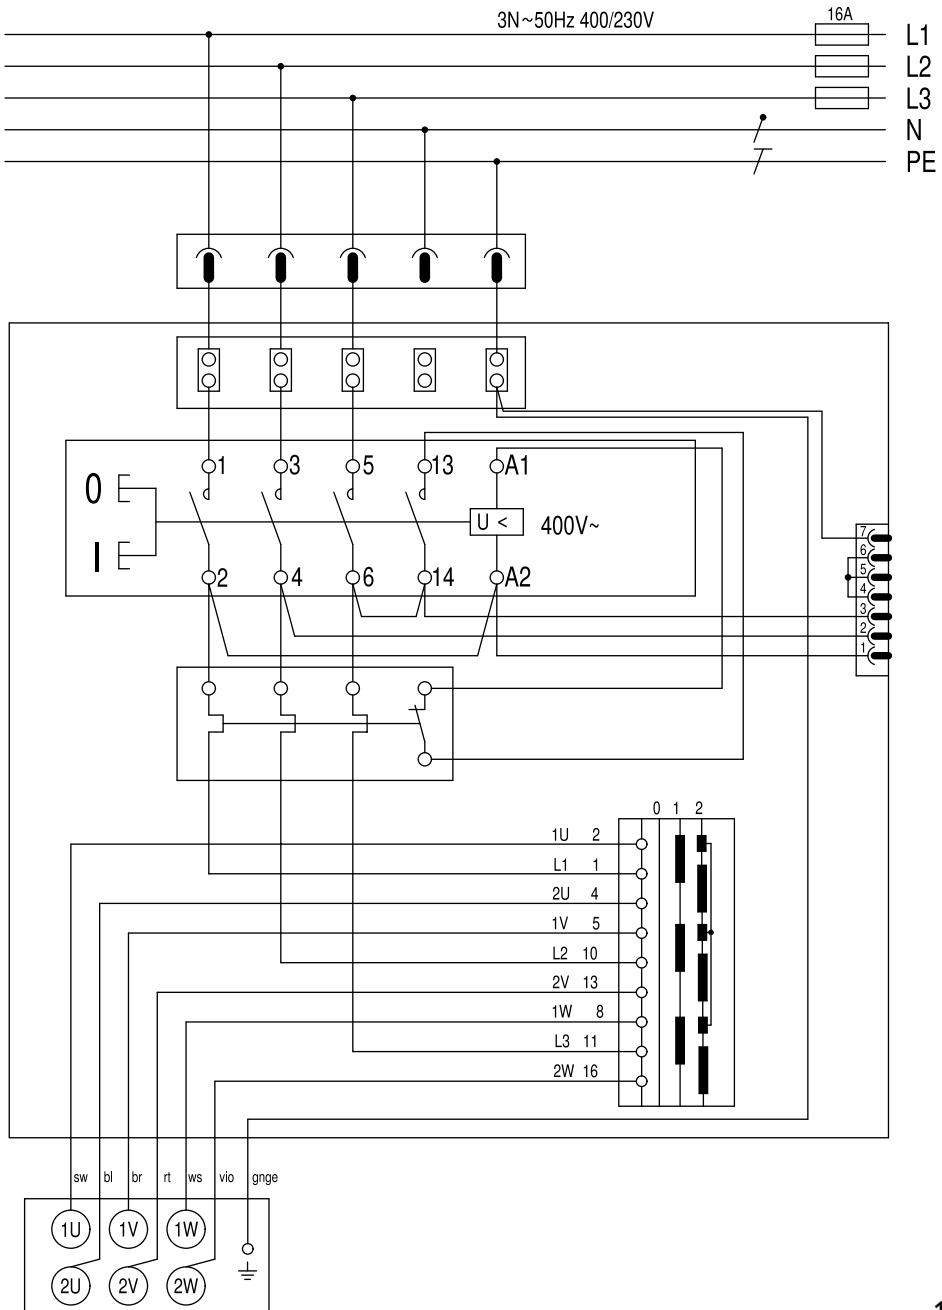 3N~50Hz 400/230V
16A
L1
L2
L3
N
PE
1 3 5 13 A1
0
U < 400V~
I
2 4 6 14 A2
7
6
5
4
3
2
1
0 1 2
1U 2
L1 1
2U 4
1V 5
L2 10
2V 13
1W 8
L3 11
2W 16
sw bl br rt ws vio gnge
1U 1V 1W
2U 2V 2W